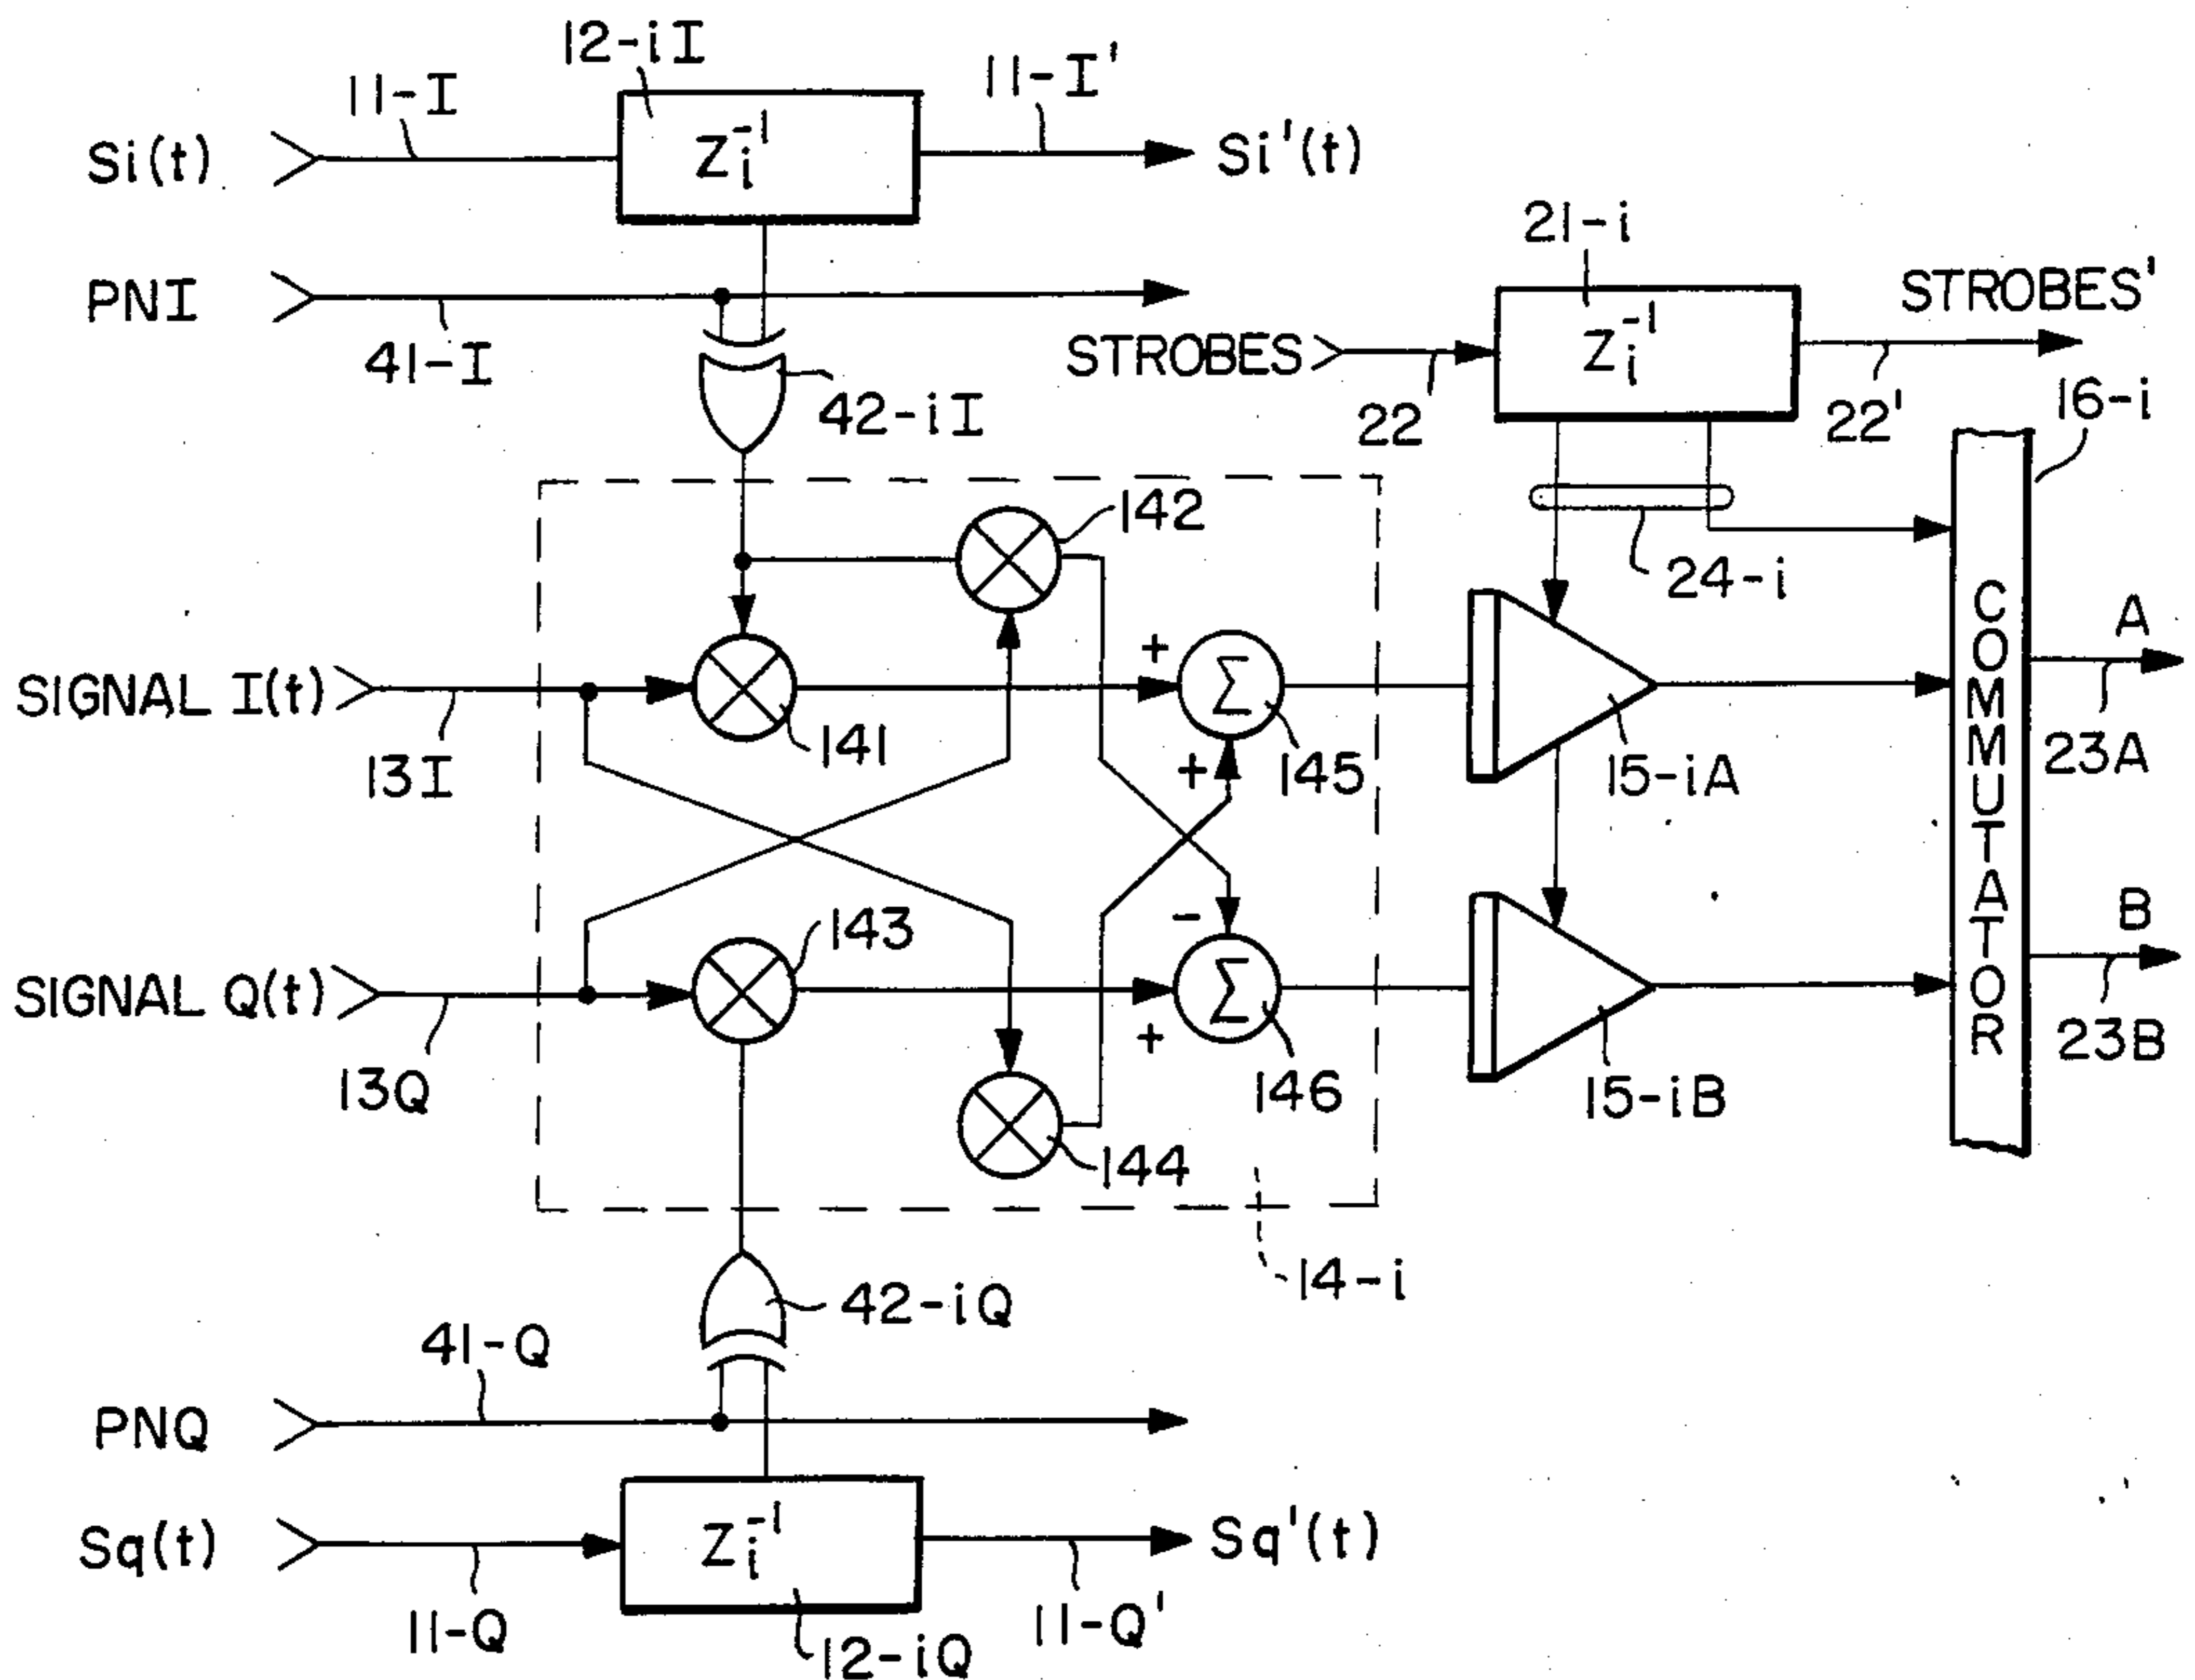 12-iI
11-I
11-I'
Si(t)
Z_i^{-1}
Si'(t)
21-i
PNI
STROBES'
41-I
STROBES
Z_i^{-1}
42-iI
22
22'
16-i
142
24-i
COMMUTATOR
A
SIGNAL I(t)
+
Σ
13I
141
+
145
15-iA
23A
143
-
B
SIGNAL Q(t)
Σ
+
13Q
146
15-iB
23B
144
14-i
42-iQ
41-Q
PNQ
Sq(t)
Z_i^{-1}
Sq'(t)
11-Q
11-Q'
12-iQ